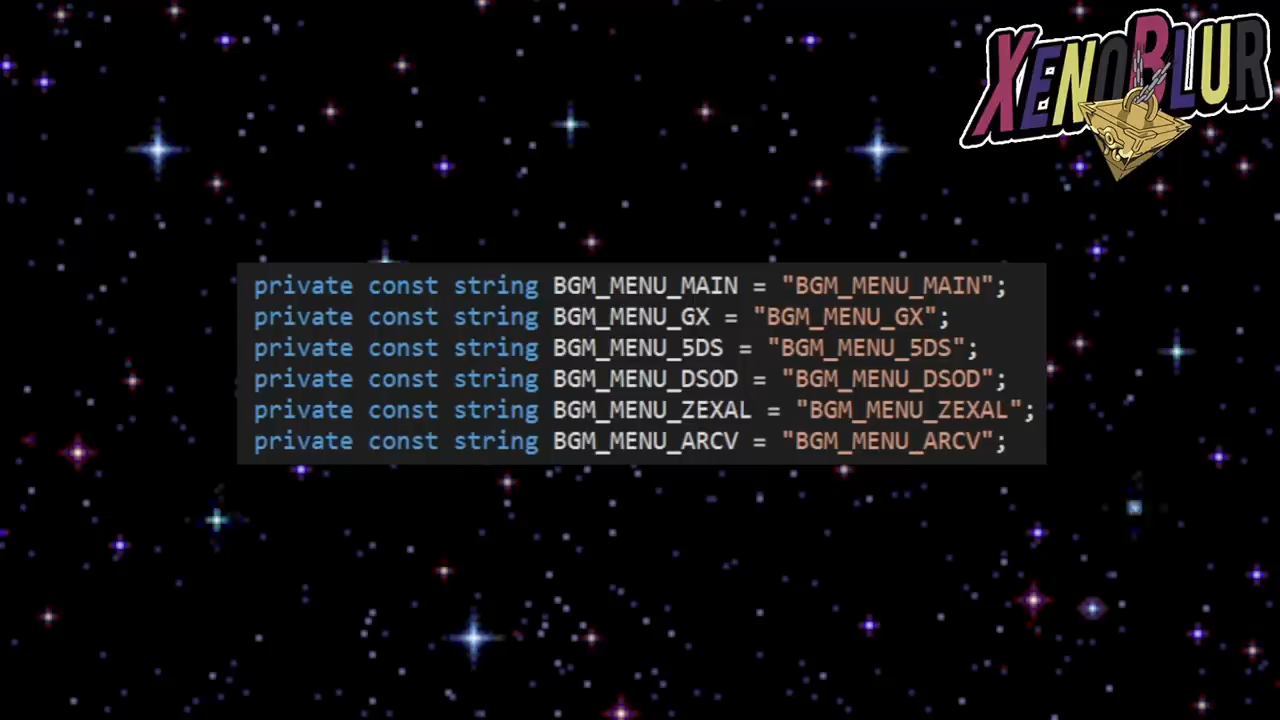 XENOBLUR
private const string BGM_MENU_MAIN = "BGM_MENU_MAIN";
private const string BGM_MENU_GX = "BGM_MENU_GX";
private const string BGM_MENU_5DS = "BGM_MENU_5DS";
private const string BGM_MENU_DSOD = "BGM_MENU_DSOD";
private const string BGM_MENU_ZEXAL = "BGM_MENU_ZEXAL";
private const string BGM_MENU_ARCV = "BGM_MENU_ARCV";